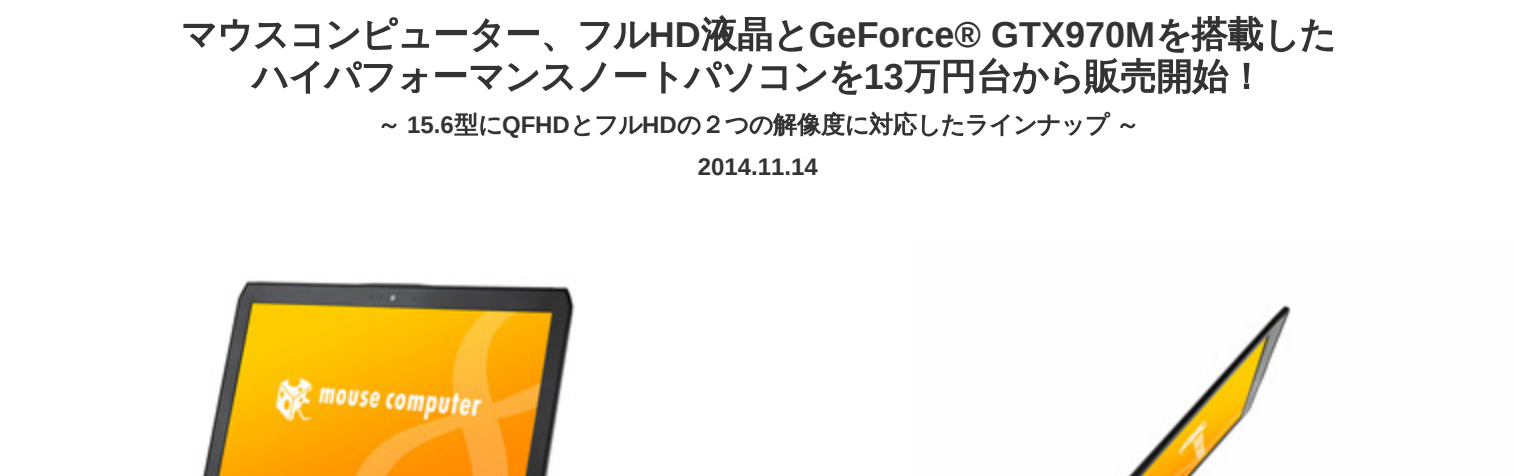 マウスコンピューター、フルHD液晶とGeForce® GTX970Mを搭載した
ハイパフォーマンスノートパソコンを13万円台から販売開始！
～ 15.6型にQFHDとフルHDの２つの解像度に対応したラインナップ ～
2014.11.14
mouse computer